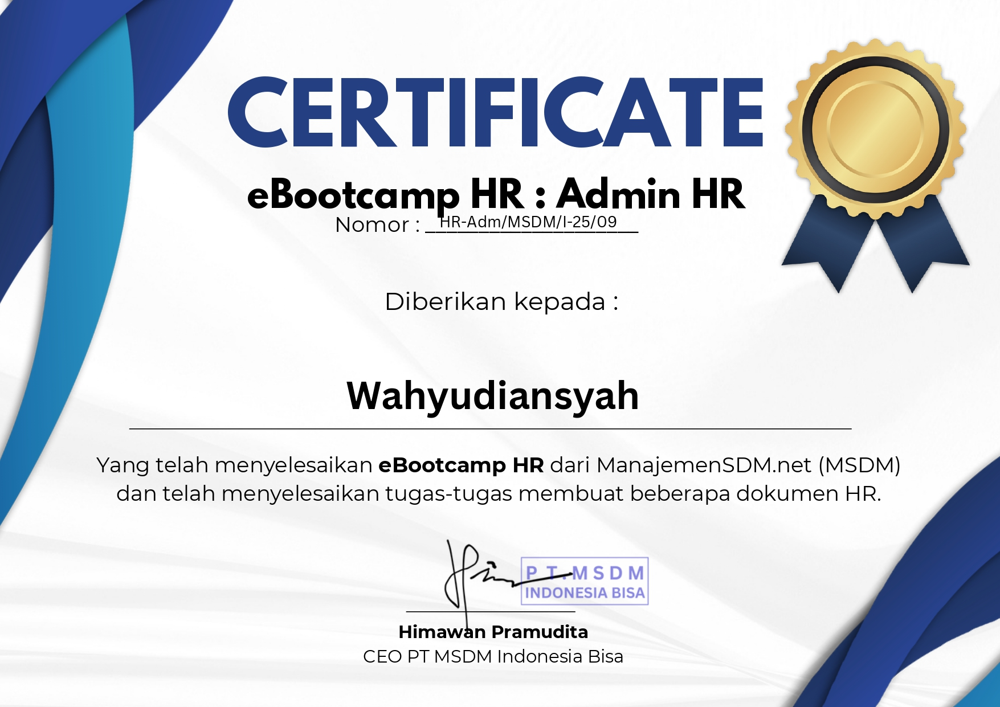 CERTIFICATE
eBootcamp HR : Admin HR
Nomor : HR-Adm/MSDM/I-25/09
Diberikan kepada :
Wahyudiansyah
Yang telah menyelesaikan eBootcamp HR dari ManajemenSDM.net (MSDM)
dan telah menyelesaikan tugas-tugas membuat beberapa dokumen HR.
PT.MSDM
INDONESIA BISA
Himawan Pramudita
CEO PT MSDM Indonesia Bisa